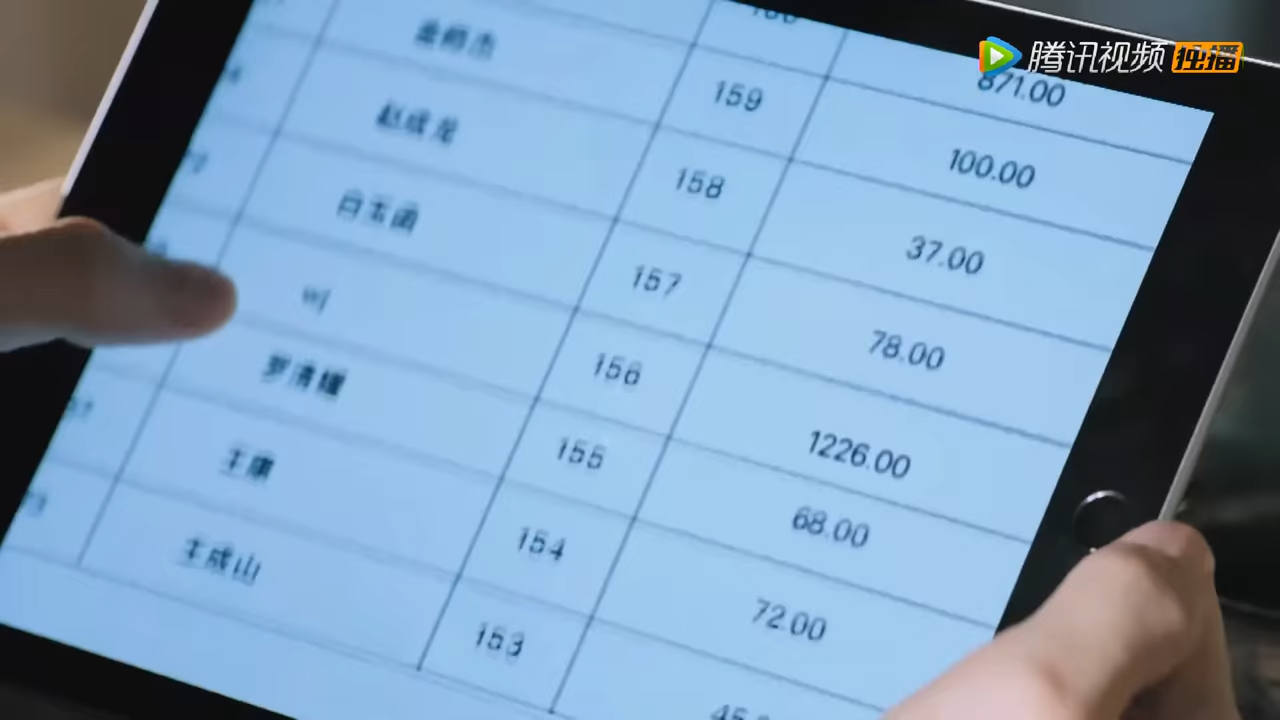 腾讯视频 独播
871.00
159 100.00
赵成龙 158 37.00
白玉函 157 78.00
wj 156 1226.00
罗清 155 68.00
王康 154 72.00
王成山 153